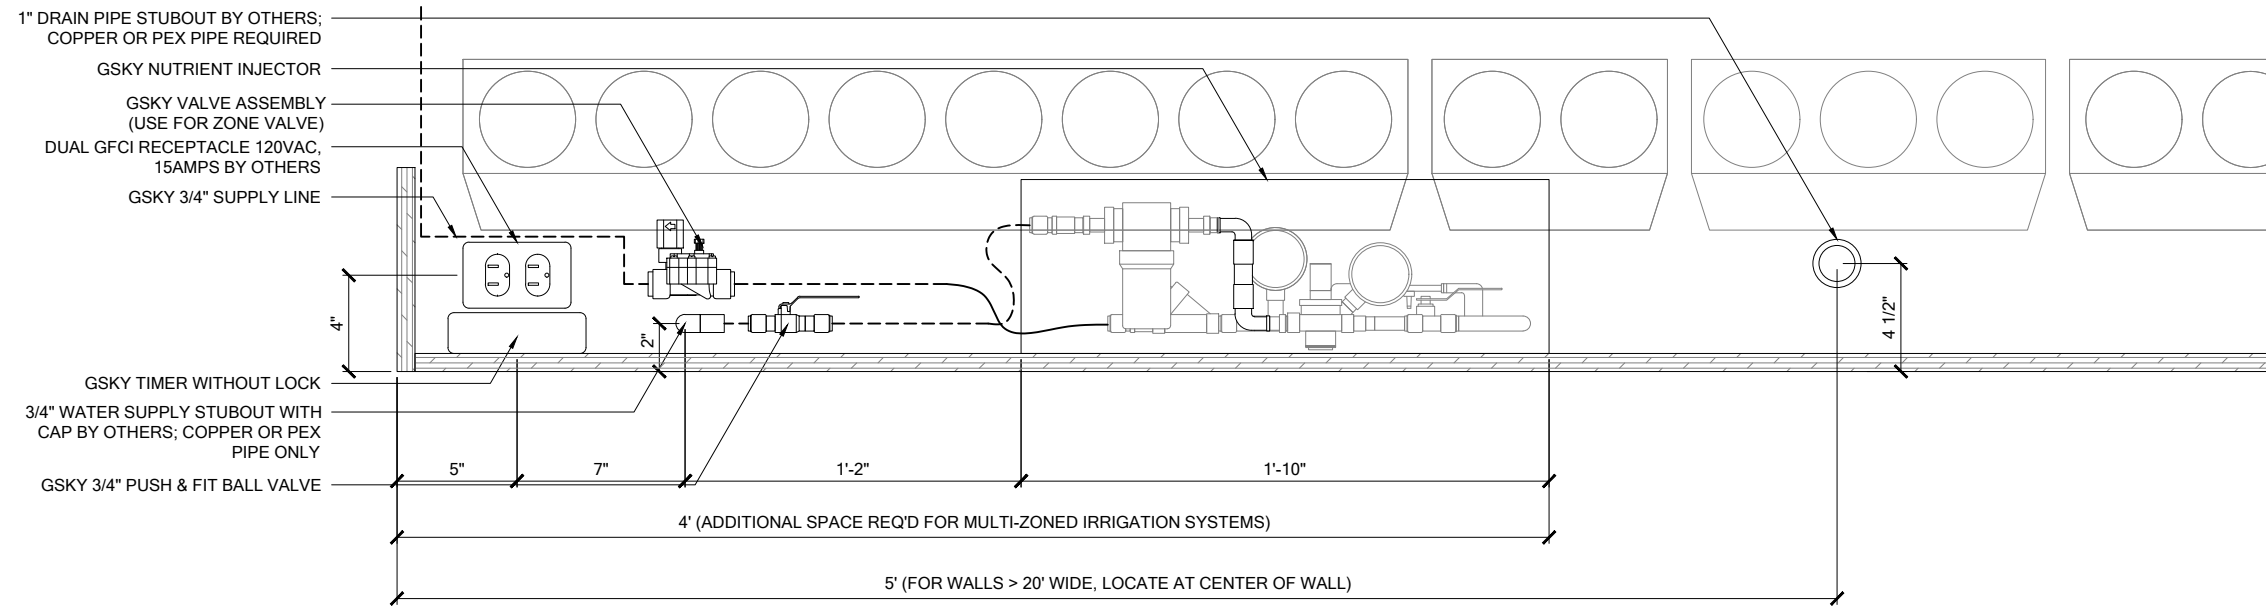 1" DRAIN PIPE STUBOUT BY OTHERS;
COPPER OR PEX PIPE REQUIRED
GSKY NUTRIENT INJECTOR
GSKY VALVE ASSEMBLY
(USE FOR ZONE VALVE)
DUAL GFCI RECEPTACLE 120VAC,
15AMPS BY OTHERS
GSKY 3/4" SUPPLY LINE
4"
2"
4 1/2"
GSKY TIMER WITHOUT LOCK
3/4" WATER SUPPLY STUBOUT WITH
CAP BY OTHERS; COPPER OR PEX
PIPE ONLY
GSKY 3/4" PUSH & FIT BALL VALVE
5"
7"
1'-2"
1'-10"
4' (ADDITIONAL SPACE REQ'D FOR MULTI-ZONED IRRIGATION SYSTEMS)
5' (FOR WALLS > 20' WIDE, LOCATE AT CENTER OF WALL)